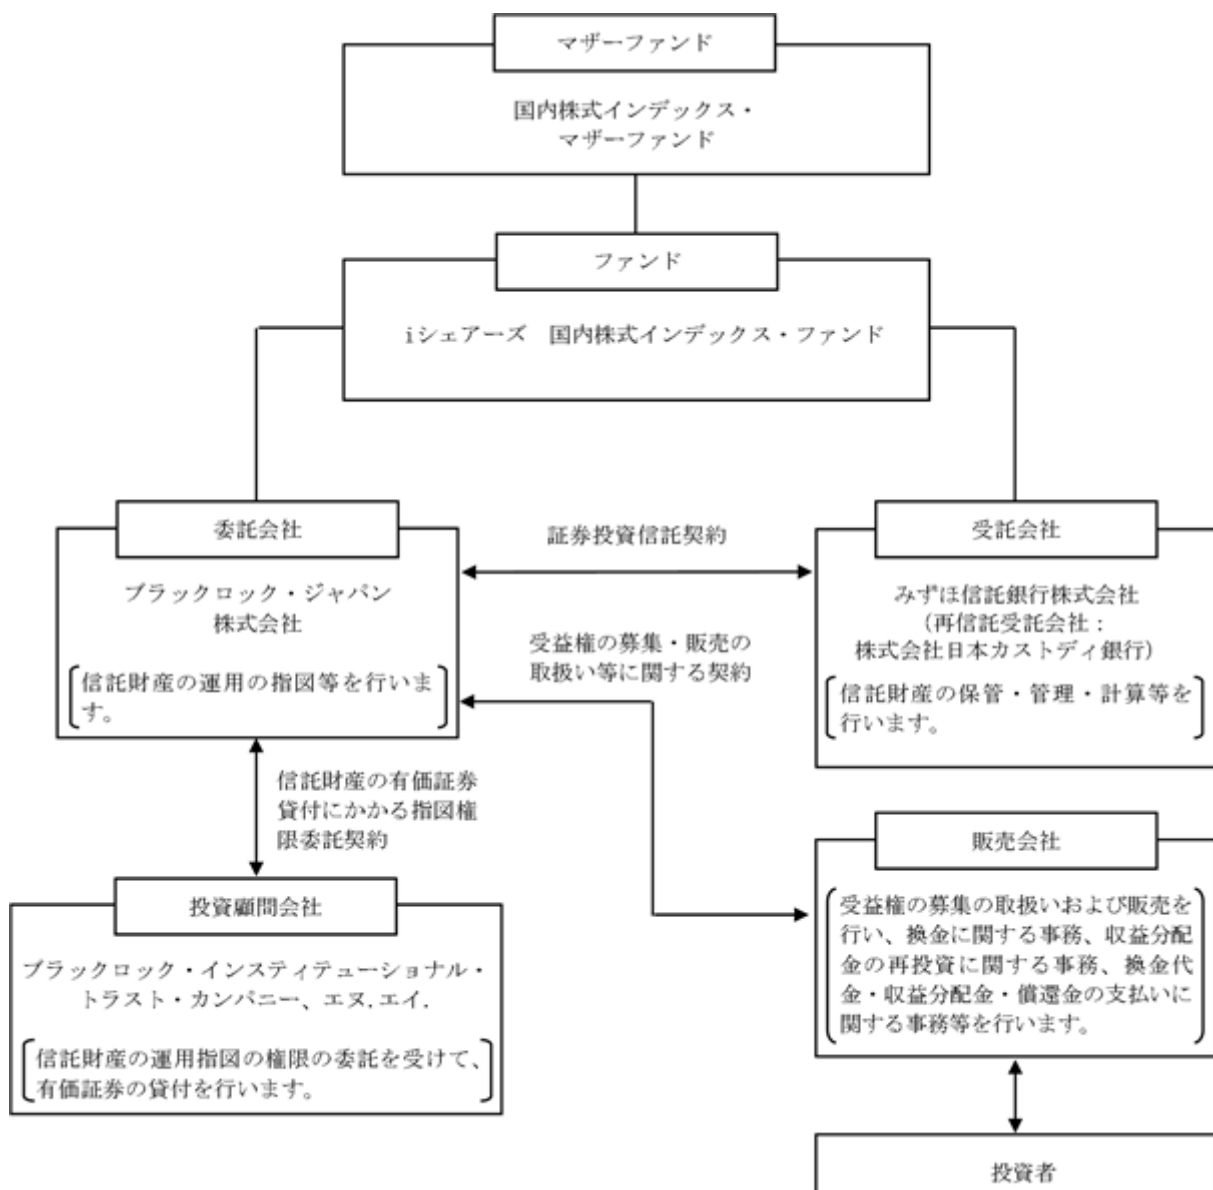 マザーファンド
国内株式インデックス・
マザーファンド
ファンド
iシェアーズ　国内株式インデックス・ファンド
委託会社
ブラックロック・ジャパン
株式会社
信託財産の運用の指図等を行いま
す。
証券投資信託契約
受益権の募集・販売の
取扱い等に関する契約
受託会社
みずほ信託銀行株式会社
（再信託受託会社：
株式会社日本カストディ銀行）
信託財産の保管・管理・計算等を
行います。
信託財産の有価証券
貸付にかかる指図権
限委託契約
投資顧問会社
ブラックロック・インスティテューショナル・
トラスト・カンパニー、エヌ.エイ.
信託財産の運用指図の権限の委託を受けて、
有価証券の貸付を行います。
販売会社
受益権の募集の取扱いおよび販売を
行い、換金に関する事務、収益分配
金の再投資に関する事務、換金代
金・収益分配金・償還金の支払いに
関する事務等を行います。
投資者